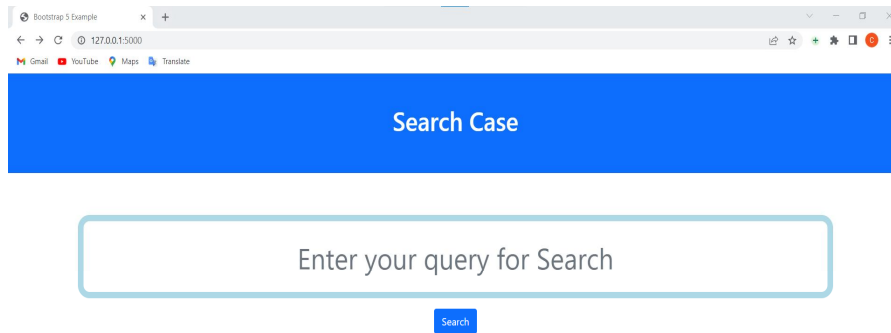 Bootstrap 5 Example
127.0.0.1:5000
Gmail YouTube Maps Translate
Search Case
Enter your query for Search
Search